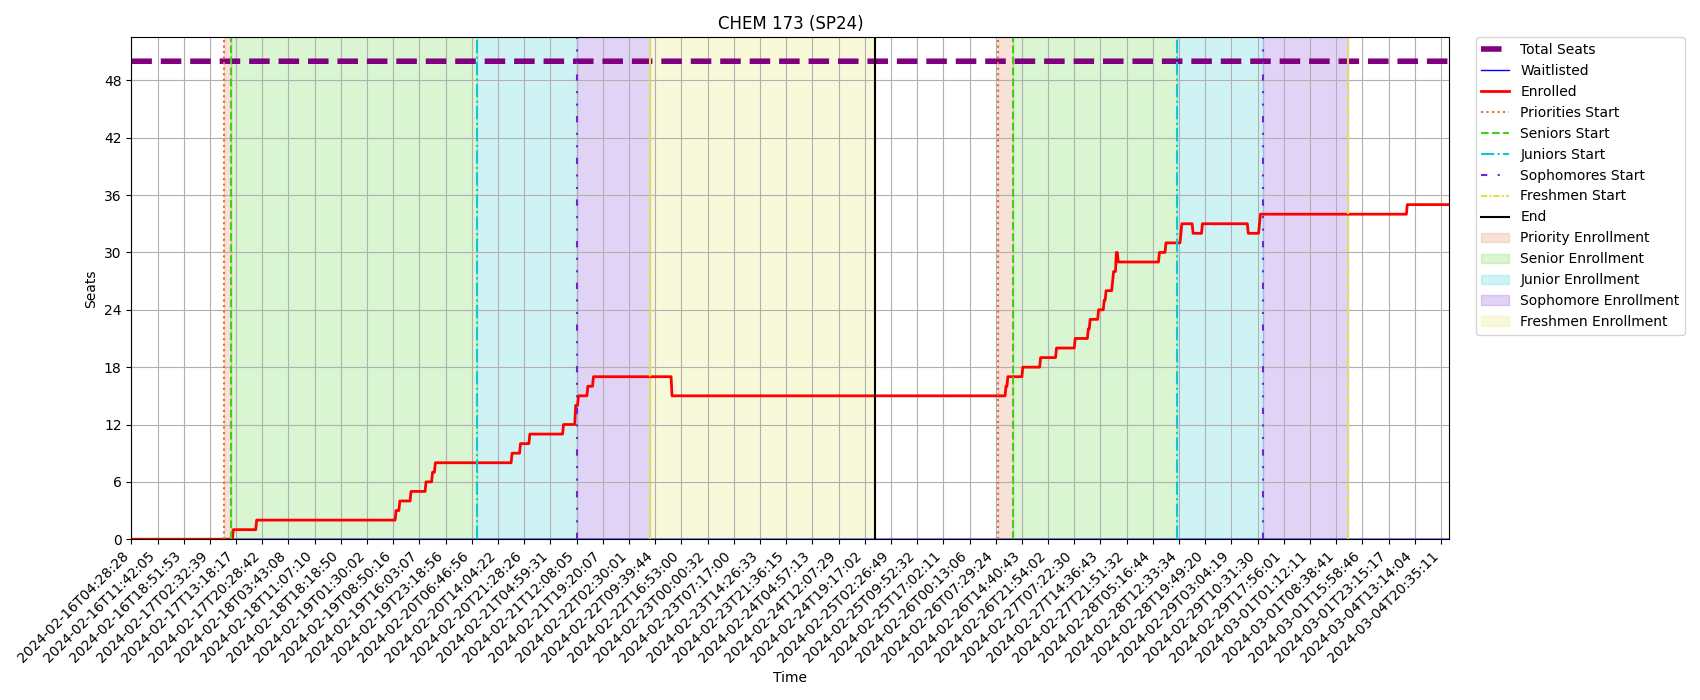 CHEM 173 (SP24)
Seats
48
42
36
30
24
18
12
6
0
2024-02-16T04:28:28
2024-02-16T11:42:05
2024-02-16T18:51:53
2024-02-17T02:32:39
2024-02-17T13:18:17
2024-02-17T20:28:42
2024-02-18T03:43:08
2024-02-18T11:07:10
2024-02-18T18:18:50
2024-02-19T01:30:02
2024-02-19T08:50:16
2024-02-19T16:03:07
2024-02-19T23:18:56
2024-02-20T06:46:56
2024-02-20T14:04:22
2024-02-20T21:28:26
2024-02-21T04:59:31
2024-02-21T12:08:05
2024-02-21T19:20:07
2024-02-22T02:30:01
2024-02-22T09:39:44
2024-02-22T16:53:00
2024-02-23T00:00:32
2024-02-23T07:17:00
2024-02-23T14:26:33
2024-02-23T21:36:15
2024-02-24T04:57:13
2024-02-24T12:07:29
2024-02-24T19:17:02
2024-02-25T02:26:49
2024-02-25T09:52:32
2024-02-25T17:02:11
2024-02-26T00:13:06
2024-02-26T07:29:24
2024-02-26T14:40:43
2024-02-26T21:54:02
2024-02-27T07:22:30
2024-02-27T14:36:43
2024-02-27T21:51:32
2024-02-28T05:16:44
2024-02-28T12:33:34
2024-02-28T19:49:20
2024-02-29T03:04:19
2024-02-29T10:31:30
2024-02-29T17:56:01
2024-03-01T01:12:11
2024-03-01T08:38:41
2024-03-01T15:58:46
2024-03-01T23:15:17
2024-03-04T13:14:04
2024-03-04T20:35:11
Time
Total Seats
Waitlisted
Enrolled
Priorities Start
Seniors Start
Juniors Start
Sophomores Start
Freshmen Start
End
Priority Enrollment
Senior Enrollment
Junior Enrollment
Sophomore Enrollment
Freshmen Enrollment